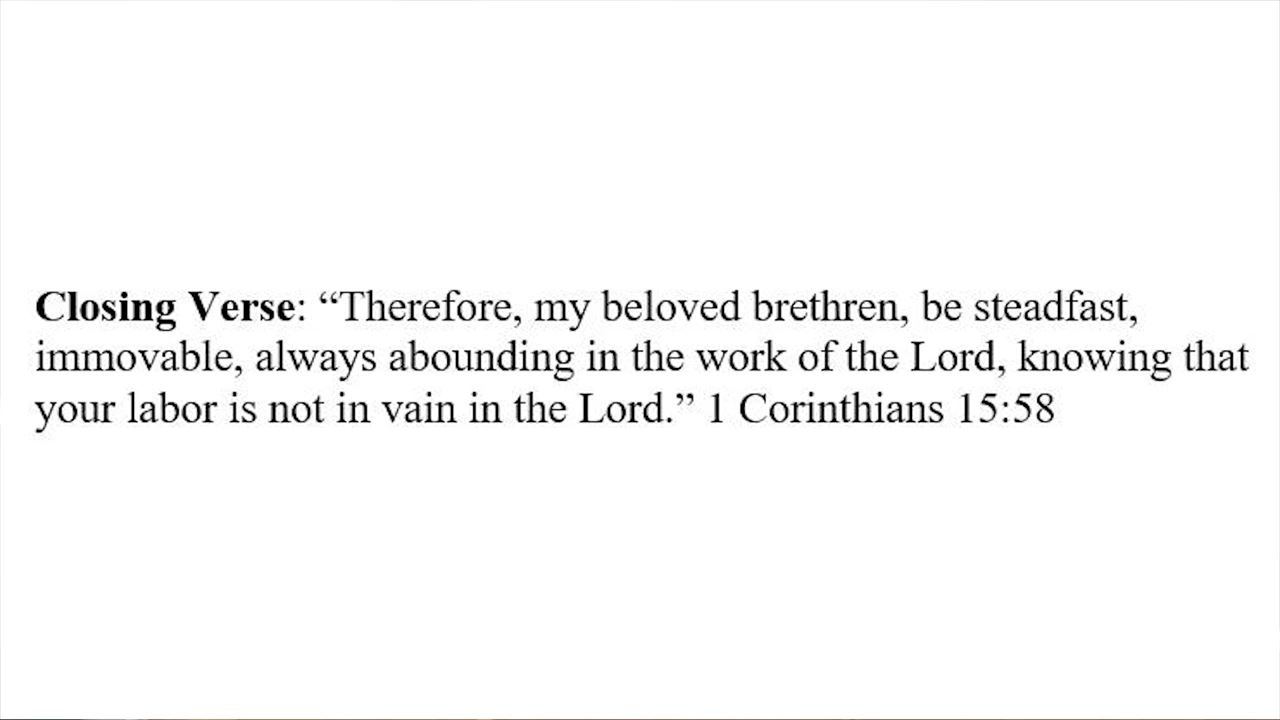 Closing Verse: “Therefore, my beloved brethren, be steadfast,
immovable, always abounding in the work of the Lord, knowing that
your labor is not in vain in the Lord.” 1 Corinthians 15:58